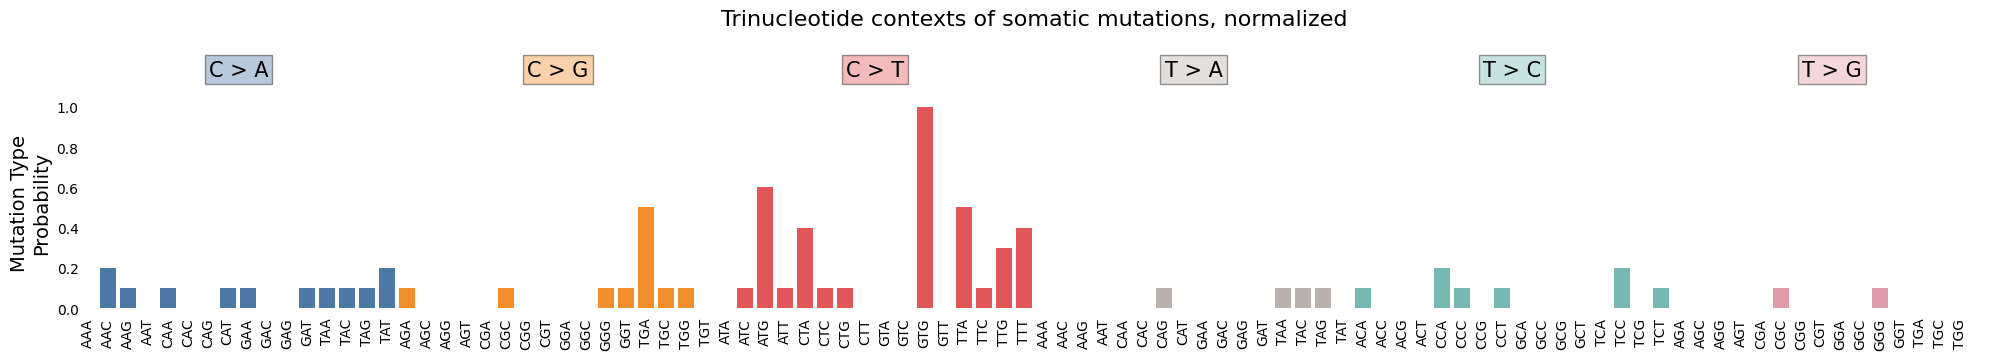 Trinucleotide contexts of somatic mutations, normalized
C > A
C > G
C > T
T > A
T > C
T > G
Mutation Type
Probability
1.0
0.8
0.6
0.4
0.2
0.0
AAA
AAC
AAG
AAT
CAA
CAC
CAG
CAT
GAA
GAC
GAG
GAT
TAA
TAC
TAG
TAT
AGA
AGC
AGG
AGT
CGA
CGC
CGG
CGT
GGA
GGC
GGG
GGT
TGA
TGC
TGG
TGT
ATA
ATC
ATG
ATT
CTA
CTC
CTG
CTT
GTA
GTC
GTG
GTT
TTA
TTC
TTG
TTT
AAA
AAC
AAG
AAT
CAA
CAC
CAG
CAT
GAA
GAC
GAG
GAT
TAA
TAC
TAG
TAT
ACA
ACC
ACG
ACT
CCA
CCC
CCG
CCT
GCA
GCC
GCG
GCT
TCA
TCC
TCG
TCT
AGA
AGC
AGG
AGT
CGA
CGC
CGG
CGT
GGA
GGC
GGG
GGT
TGA
TGC
TGG